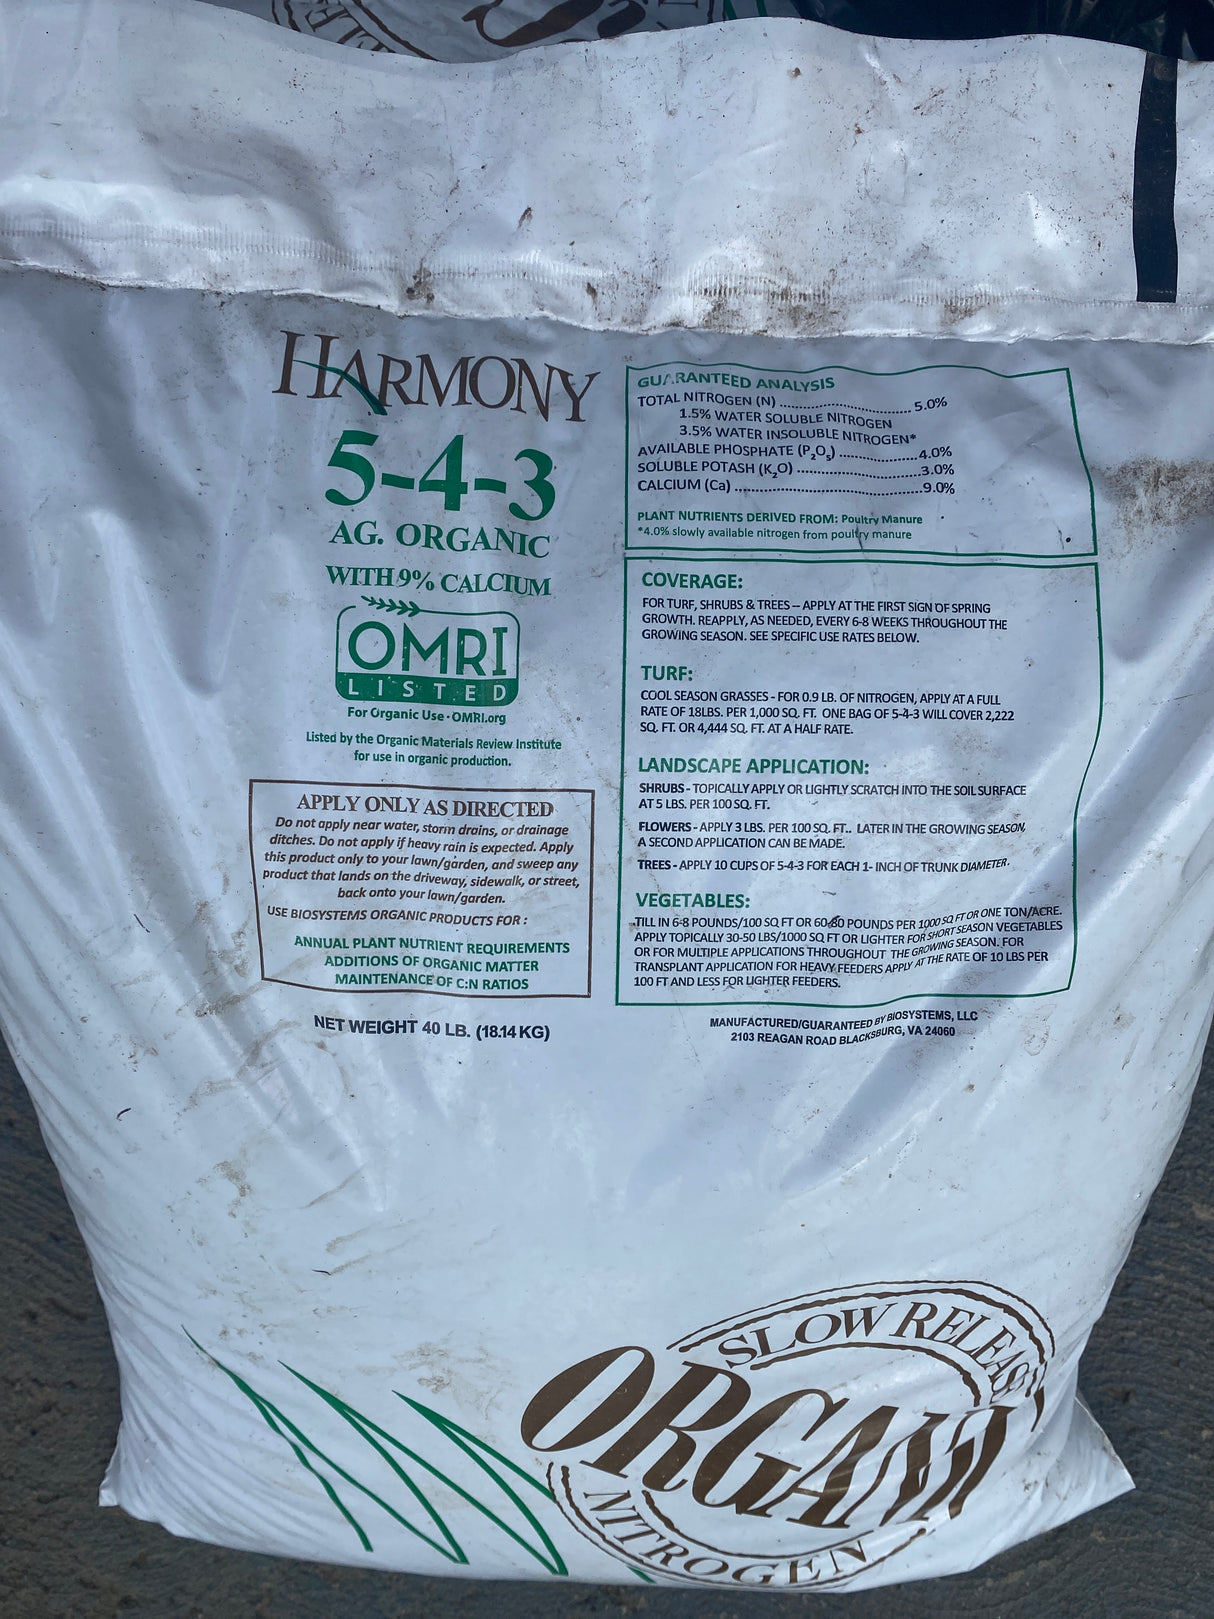 HARMONY
5-4-3
AG. ORGANIC
WITH 9% CALCIUM
OMRI
LISTED
For Organic Use · OMRI.org
Listed by the Organic Materials Review Institute
for use in organic production.
APPLY ONLY AS DIRECTED
Do not apply near water, storm drains, or drainage
ditches. Do not apply if heavy rain is expected. Apply
this product only to your lawn/garden, and sweep any
product that lands on the driveway, sidewalk, or street,
back onto your lawn/garden.
USE BIOSYSTEMS ORGANIC PRODUCTS FOR :
ANNUAL PLANT NUTRIENT REQUIREMENTS
ADDITIONS OF ORGANIC MATTER
MAINTENANCE OF C:N RATIOS
NET WEIGHT 40 LB. (18.14 KG)
GUARANTEED ANALYSIS
TOTAL NITROGEN (N) ................................ 5.0%
1.5% WATER SOLUBLE NITROGEN
3.5% WATER INSOLUBLE NITROGEN*
AVAILABLE PHOSPHATE (P₂O₅) ....................4.0%
SOLUBLE POTASH (K₂O) ..............................3.0%
CALCIUM (Ca) .............................................9.0%
PLANT NUTRIENTS DERIVED FROM: Poultry Manure
*4.0% slowly available nitrogen from poultry manure
COVERAGE:
FOR TURF, SHRUBS & TREES -- APPLY AT THE FIRST SIGN OF SPRING
GROWTH. REAPPLY, AS NEEDED, EVERY 6-8 WEEKS THROUGHOUT THE
GROWING SEASON. SEE SPECIFIC USE RATES BELOW.
TURF:
COOL SEASON GRASSES - FOR 0.9 LB. OF NITROGEN, APPLY AT A FULL
RATE OF 18LBS. PER 1,000 SQ. FT. ONE BAG OF 5-4-3 WILL COVER 2,222
SQ. FT. OR 4,444 SQ. FT. AT A HALF RATE.
LANDSCAPE APPLICATION:
SHRUBS - TOPICALLY APPLY OR LIGHTLY SCRATCH INTO THE SOIL SURFACE
AT 5 LBS. PER 100 SQ. FT.
FLOWERS - APPLY 3 LBS. PER 100 SQ. FT.. LATER IN THE GROWING SEASON,
A SECOND APPLICATION CAN BE MADE.
TREES - APPLY 10 CUPS OF 5-4-3 FOR EACH 1- INCH OF TRUNK DIAMETER.
VEGETABLES:
TILL IN 6-8 POUNDS/100 SQ FT OR 60-80 POUNDS PER 1000 SQ FT OR ONE TON/ACRE.
APPLY TOPICALLY 30-50 LBS/1000 SQ FT OR LIGHTER FOR SHORT SEASON VEGETABLES
OR FOR MULTIPLE APPLICATIONS THROUGHOUT THE GROWING SEASON. FOR
TRANSPLANT APPLICATION FOR HEAVY FEEDERS APPLY AT THE RATE OF 10 LBS PER
100 FT AND LESS FOR LIGHTER FEEDERS.
MANUFACTURED/GUARANTEED BY BIOSYSTEMS, LLC
2103 REAGAN ROAD BLACKSBURG, VA 24060
SLOW RELEASE
NITROGEN